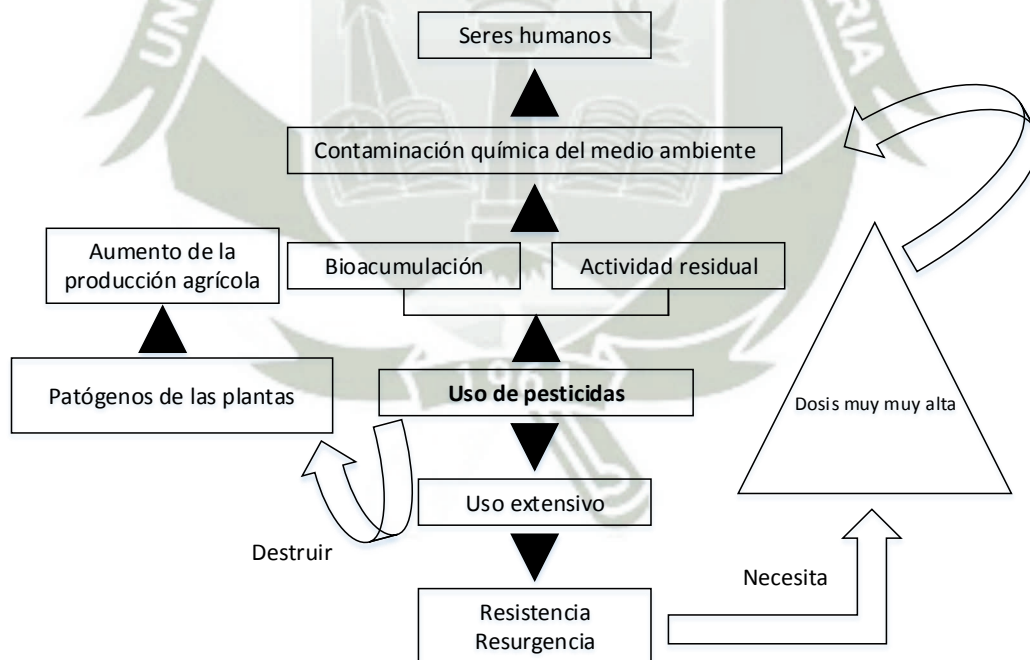 Seres humanos
Contaminación química del medio ambiente
Aumento de la
producción agrícola
Bioacumulación
Actividad residual
Patógenos de las plantas
Uso de pesticidas
Dosis muy muy alta
Uso extensivo
Destruir
Necesita
Resistencia
Resurgencia